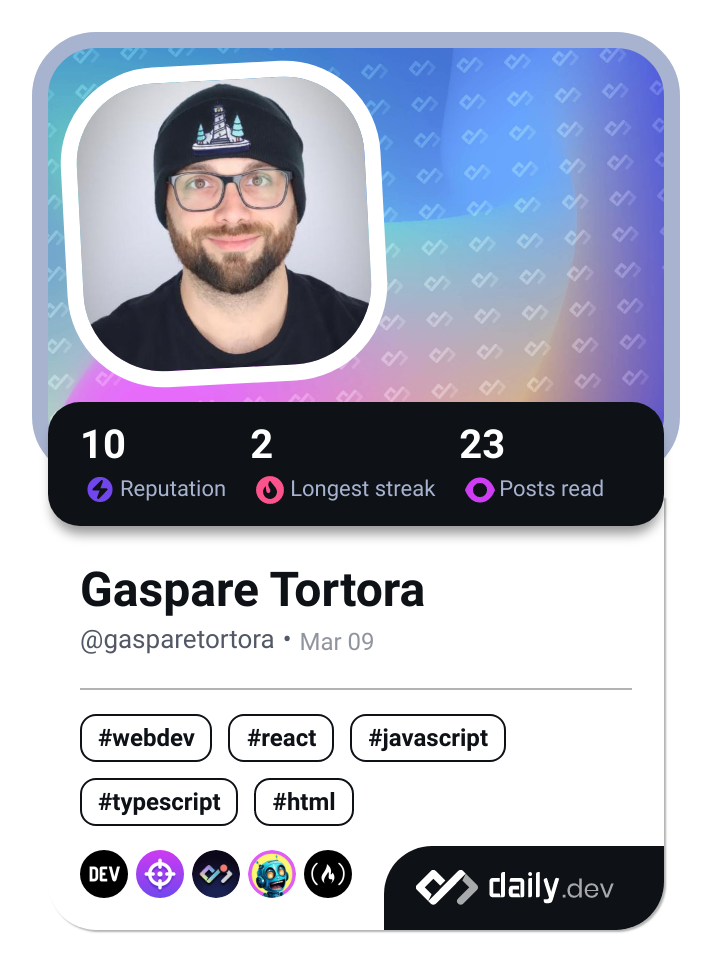 10 2 23
Reputation Longest streak Posts read
Gaspare Tortora
@gasparetortora • Mar 09
#webdev #react #javascript
#typescript #html
DEV
daily.dev